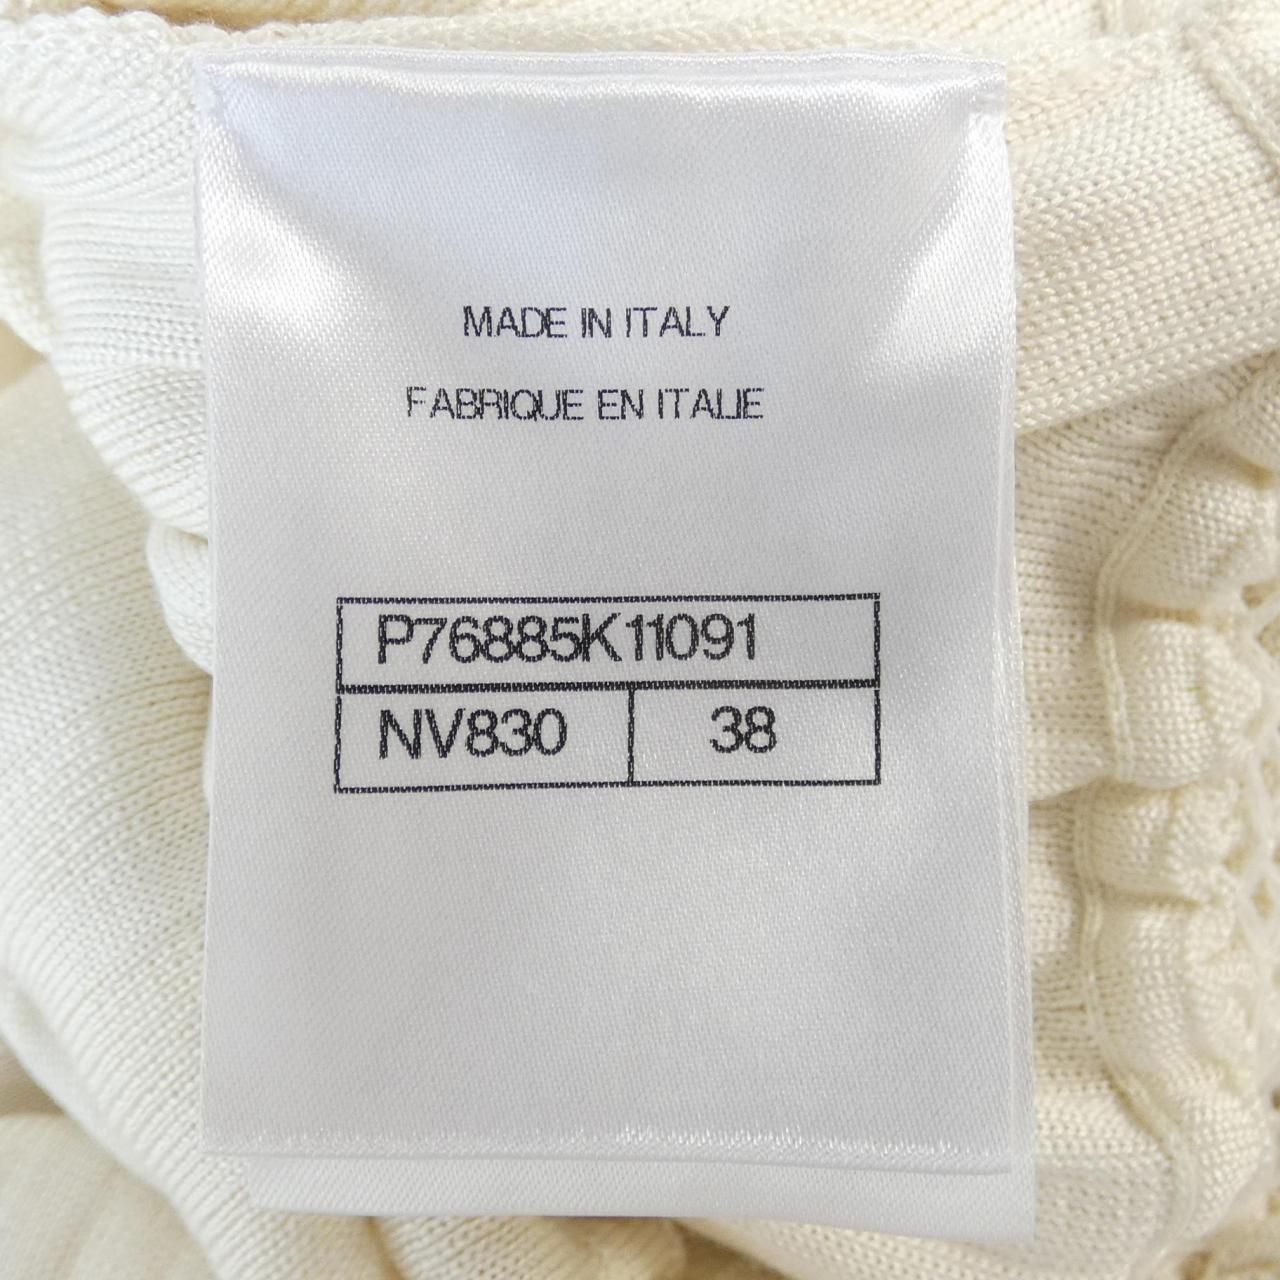 MADE IN ITALY
FABRIQUE EN ITALIE
P76885K11091
NV830 38